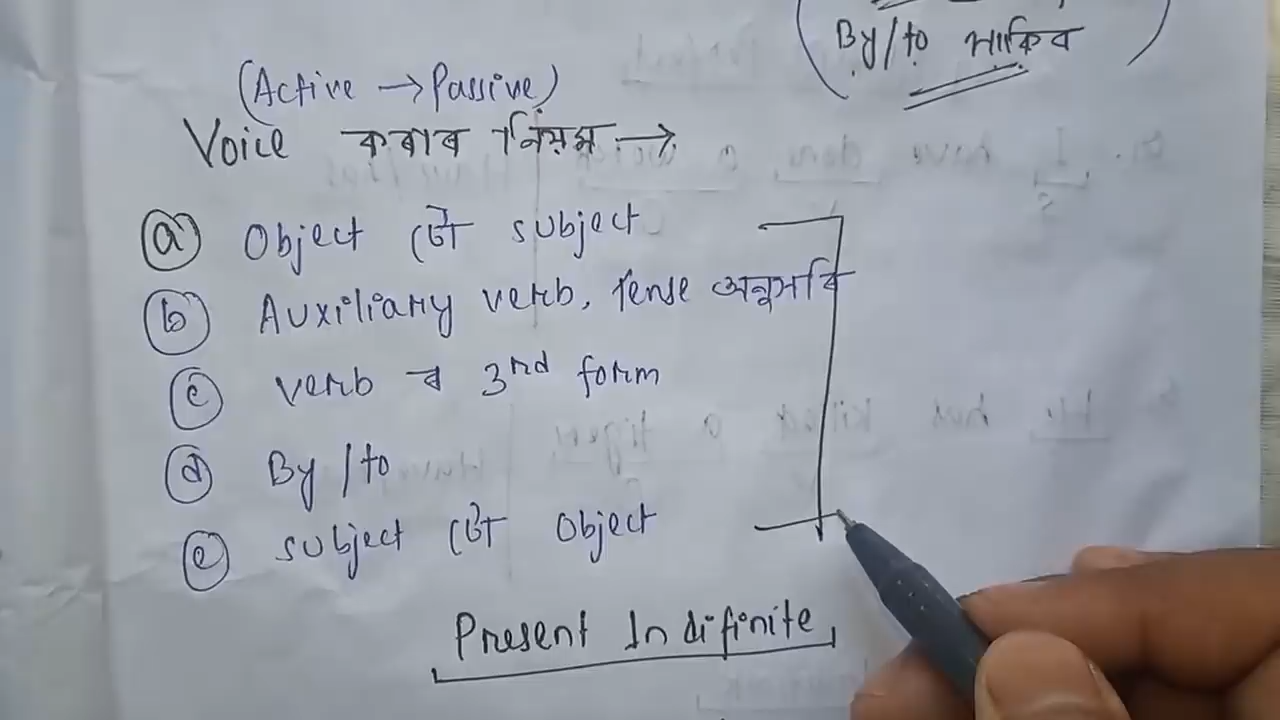 By/to থাকিব
(Active → Passive)
Voice কৰাৰ নিয়ম →
(a) Object টো subject
(b) Auxiliary verb, Tense অনুসৰি
(c) verb ৰ 3rd form
(d) By/to
(e) subject টো Object
Present Indifinite